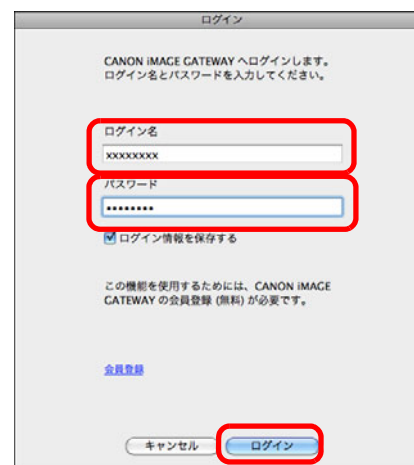 ログイン
CANON iMAGE GATEWAY へログインします。
ログイン名とパスワードを入力してください。
ログイン名
xxxxxxxx
パスワード
••••••••
ログイン情報を保存する
この機能を使用するためには、CANON iMAGE
GATEWAY の会員登録 (無料) が必要です。
会員登録
キャンセル ログイン